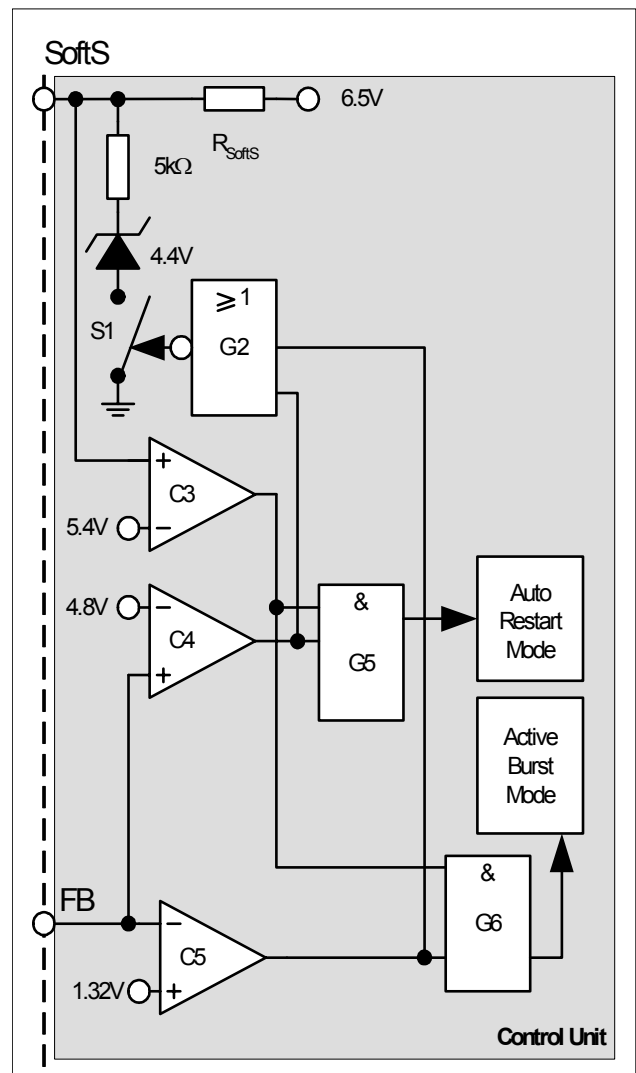 SoftS
6.5V
RSoftS
5kΩ
4.4V
S1
≥1
G2
+
C3
5.4V
−
4.8V
−
C4
+
&
G5
Auto
Restart
Mode
Active
Burst
Mode
FB
−
C5
1.32V
+
&
G6
Control Unit